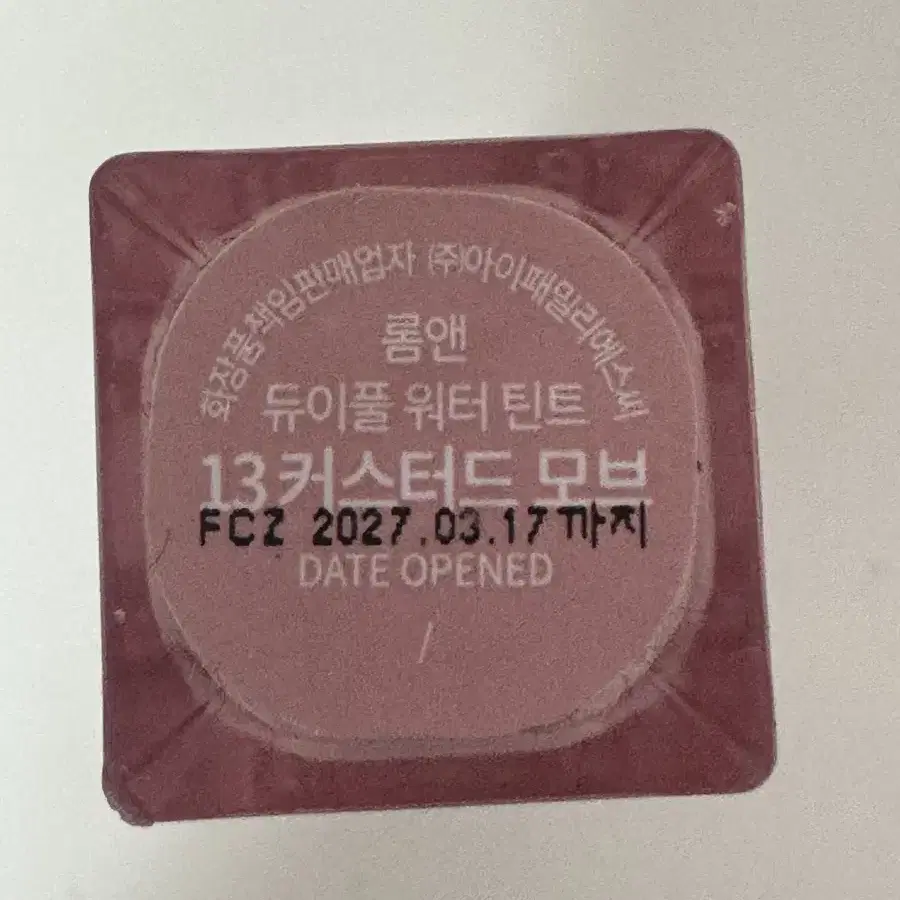 화장품책임판매업자 (주)아이패밀리에스씨
롬앤
듀이풀 워터 틴트
13 커스터드 모브
FCZ 2027.03.17까지
DATE OPENED
/